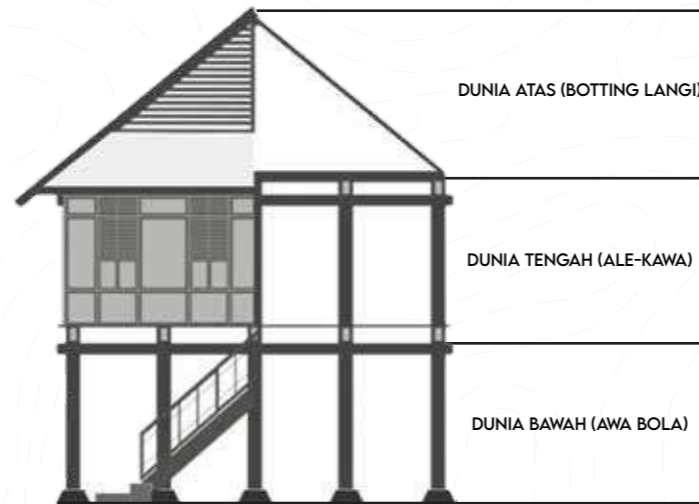 DUNIA ATAS (BOTTING LANGI)
DUNIA TENGAH (ALE-KAWA)
DUNIA BAWAH (AWA BOLA)